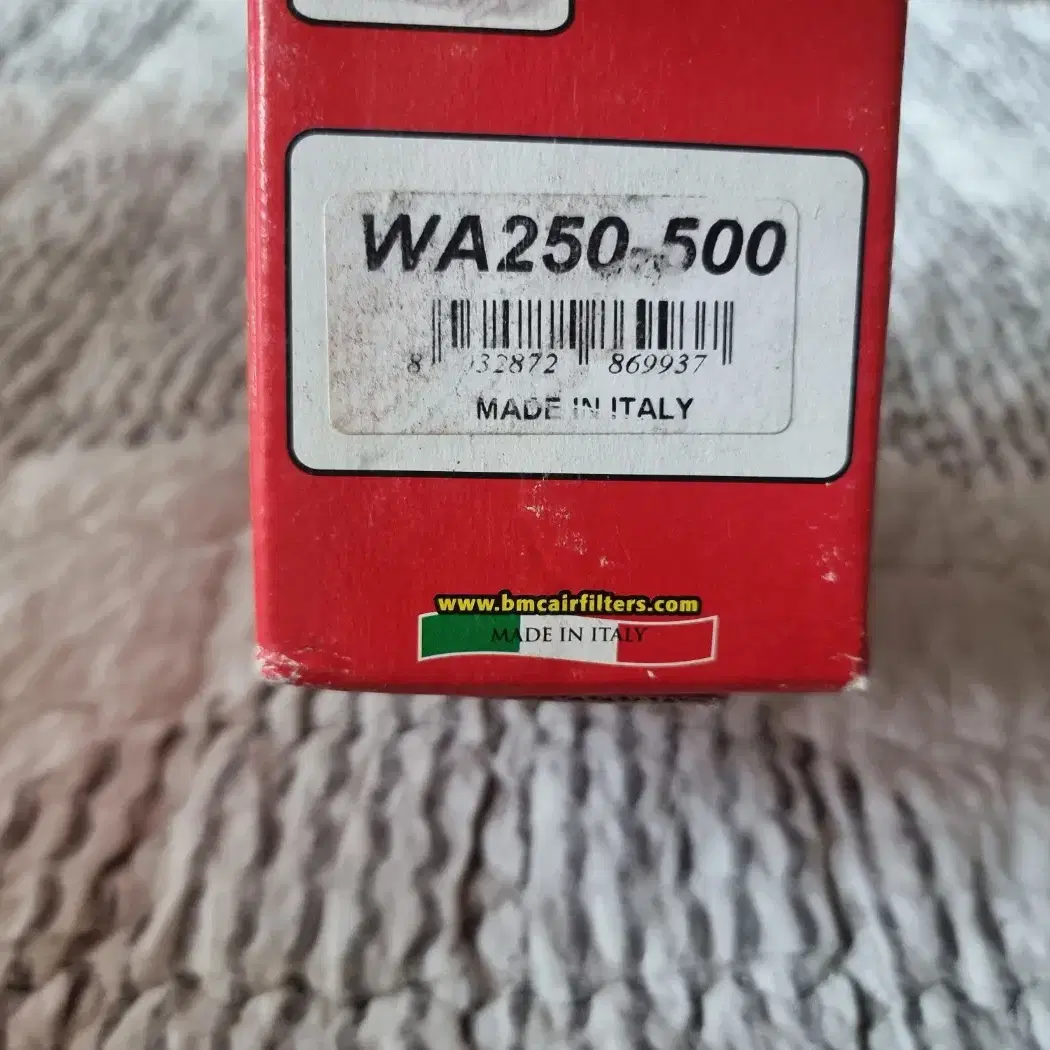 WA250-500
8 032872 869937
MADE IN ITALY
www.bmcairfilters.com
MADE IN ITALY